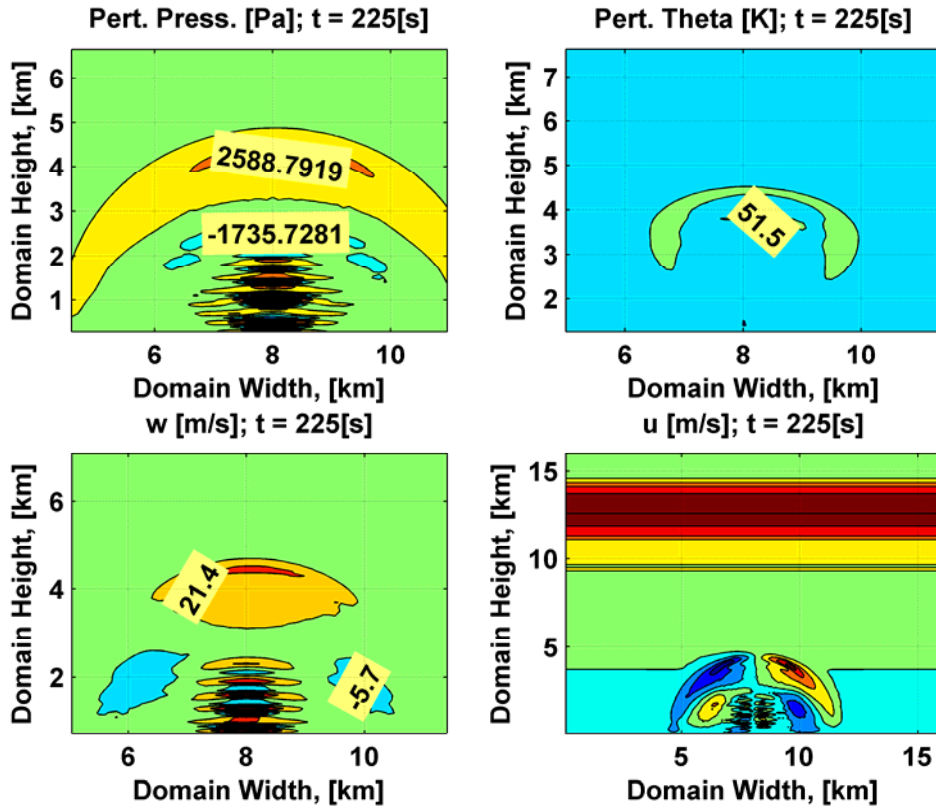 Pert. Press. [Pa]; t = 225[s]
Domain Height, [km]
6
5
4
3
2
1
2588.7919
-1735.7281
6 8 10
Domain Width, [km]
Pert. Theta [K]; t = 225[s]
Domain Height, [km]
7
6
5
4
3
2
51.5
6 8 10
Domain Width, [km]
w [m/s]; t = 225[s]
Domain Height, [km]
6
4
2
21.4
-5.7
6 8 10
Domain Width, [km]
u [m/s]; t = 225[s]
Domain Height, [km]
15
10
5
5 10 15
Domain Width, [km]